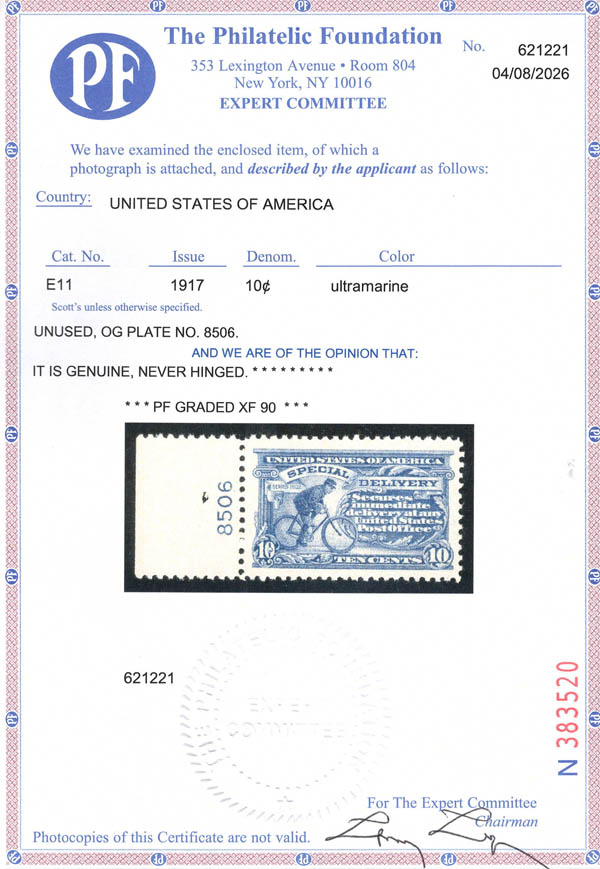 PF
The Philatelic Foundation
353 Lexington Avenue • Room 804
New York, NY 10016
EXPERT COMMITTEE
No. 621221
04/08/2026
We have examined the enclosed item, of which a
photograph is attached, and described by the applicant as follows:
Country: UNITED STATES OF AMERICA
Cat. No. Issue Denom. Color
E11 1917 10¢ ultramarine
Scott's unless otherwise specified.
UNUSED, OG PLATE NO. 8506.
AND WE ARE OF THE OPINION THAT:
IT IS GENUINE, NEVER HINGED. * * * * * * * * *
* * * PF GRADED XF 90 * * *
8506
UNITED STATES OF AMERICA
SPECIAL DELIVERY
SERIES 1902
Secures
immediate
delivery at any
United States
Post Office
10 TEN CENTS 10
621221
EXPERT
COMMITTEE
N 383520
For The Expert Committee
Chairman
Photocopies of this Certificate are not valid.